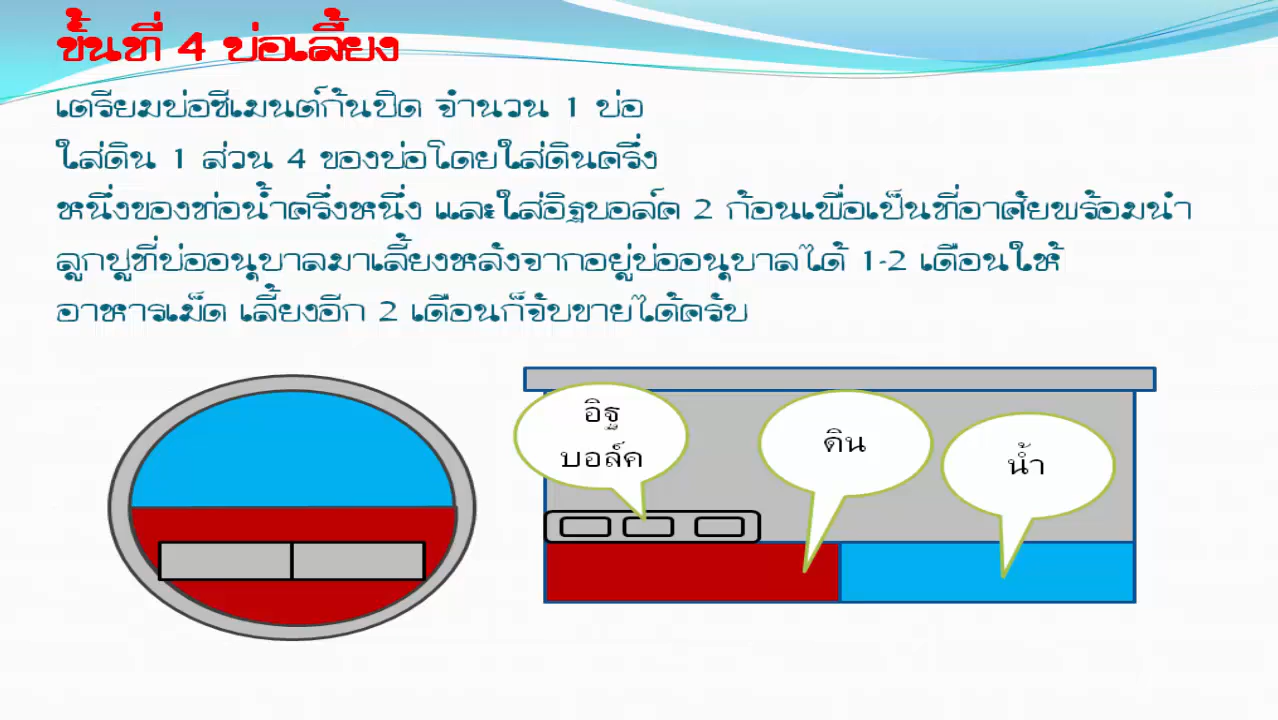 ขั้นที่ 4 บ่อเลี้ยง
เตรียมบ่อซีเมนต์ก้นปิด จำนวน 1 บ่อ
ใส่ดิน 1 ส่วน 4 ของบ่อโดยใส่ดินครึ่ง
หนึ่งของท่อน้ำครึ่งหนึ่ง และใส่อิฐบอล์ค 2 ก้อนเพื่อเป็นที่อาศัยพร้อมนำ
ลูกปูที่บ่ออนุบาลมาเลี้ยงหลังจากอยู่บ่ออนุบาลได้ 1-2 เดือนให้
อาหารเม็ด เลี้ยงอีก 2 เดือนก็จับขายได้ครับ
อิฐ
บอล์ค
ดิน
น้ำ